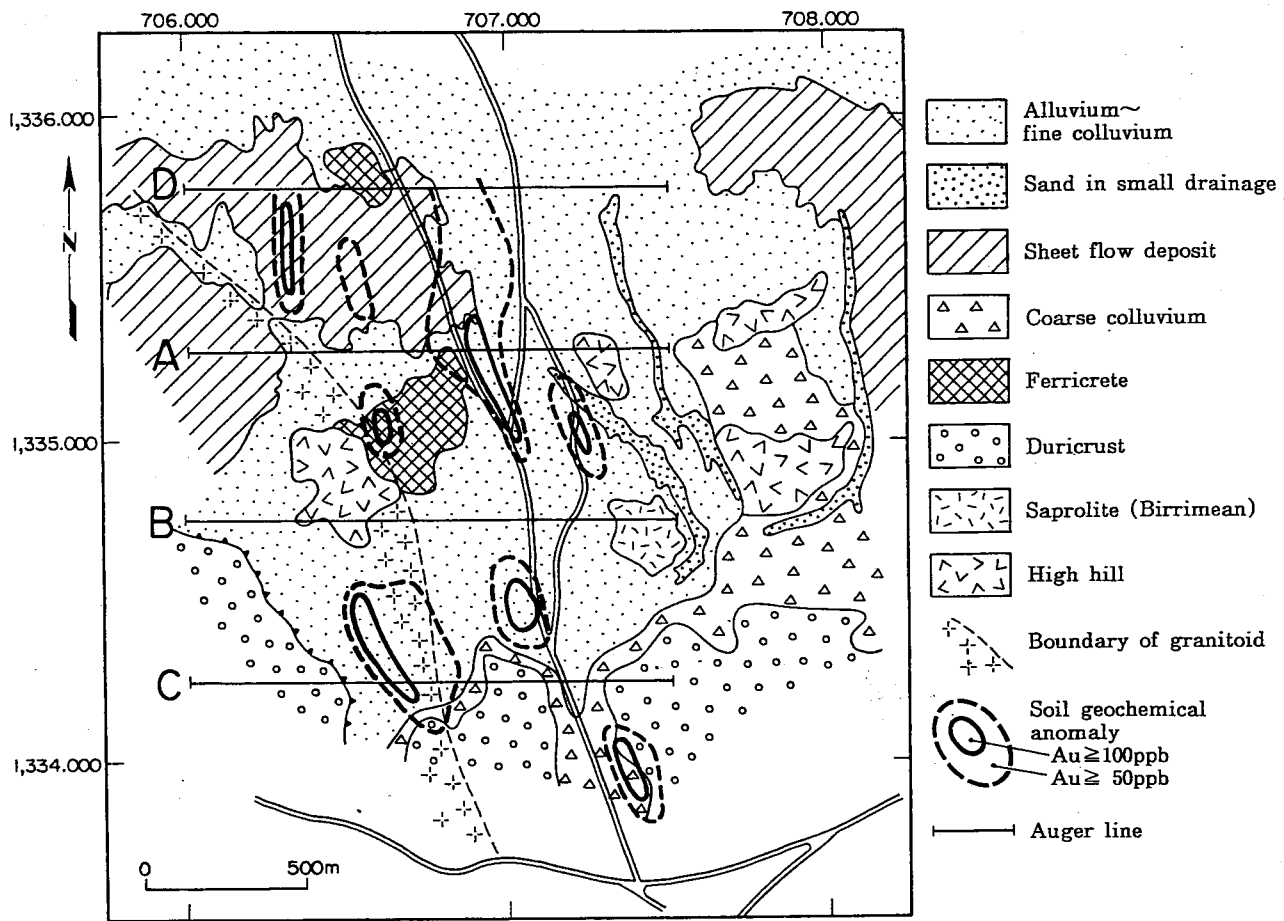 706.000
707.000
708.000
1,336.000
1,335.000
1,334.000
N
D
A
B
C
0
500m
Alluvium~
fine colluvium
Sand in small drainage
Sheet flow deposit
Coarse colluvium
Ferricrete
Duricrust
Saprolite (Birrimean)
High hill
Boundary of granitoid
Soil geochemical
anomaly
Au≧100ppb
Au≧ 50ppb
Auger line